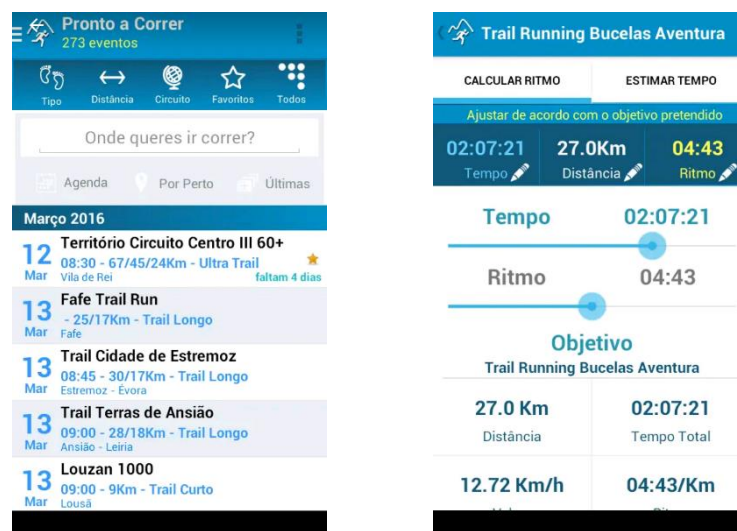 Pronto a Correr
273 eventos
Tipo Distância Circuito Favoritos Todos
Onde queres ir correr?
Agenda Por Perto Últimas
Março 2016
12 Mar
Território Circuito Centro III 60+
08:30 - 67/45/24Km - Ultra Trail
Vila de Rei faltam 4 dias
13 Mar
Fafe Trail Run
- 25/17Km - Trail Longo
Fafe
13 Mar
Trail Cidade de Estremoz
08:45 - 30/17Km - Trail Longo
Estremoz - Évora
13 Mar
Trail Terras de Ansião
09:00 - 28/18Km - Trail Longo
Ansião - Leiria
13 Mar
Louzan 1000
09:00 - 9Km - Trail Curto
Lousã
Trail Running Bucelas Aventura
CALCULAR RITMO ESTIMAR TEMPO
Ajustar de acordo com o objetivo pretendido
02:07:21 27.0Km 04:43
Tempo Distância Ritmo
Tempo 02:07:21
Ritmo 04:43
Objetivo
Trail Running Bucelas Aventura
27.0 Km 02:07:21
Distância Tempo Total
12.72 Km/h 04:43/Km